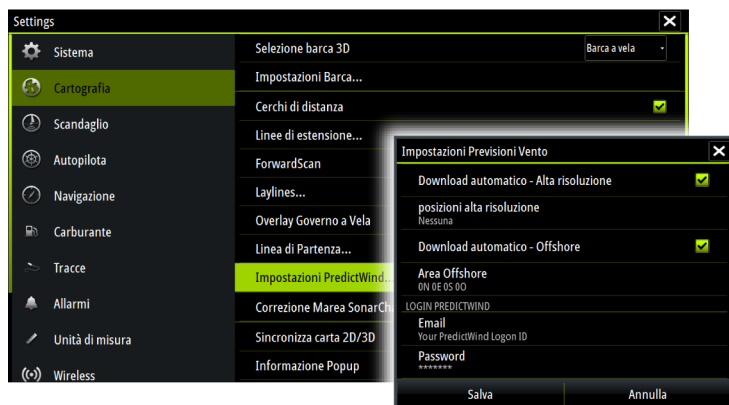 Settings
Sistema
Cartografia
Scandaglio
Autopilota
Navigazione
Carburante
Tracce
Allarmi
Unità di misura
Wireless
Selezione barca 3D
Barca a vela
Impostazioni Barca...
Cerchi di distanza
Linee di estensione...
ForwardScan
Laylines...
Overlay Governo a Vela
Linea di Partenza...
Impostazioni PredictWind...
Correzione Marea SonarCh
Sincronizza carta 2D/3D
Informazione Popup
Impostazioni Previsioni Vento
Download automatico - Alta risoluzione
posizioni alta risoluzione
Nessuna
Download automatico - Offshore
Area Offshore
0N 0E 0S 0O
LOGIN PREDICTWIND
Email
Your PredictWind Logon ID
Password
*******
Salva
Annulla